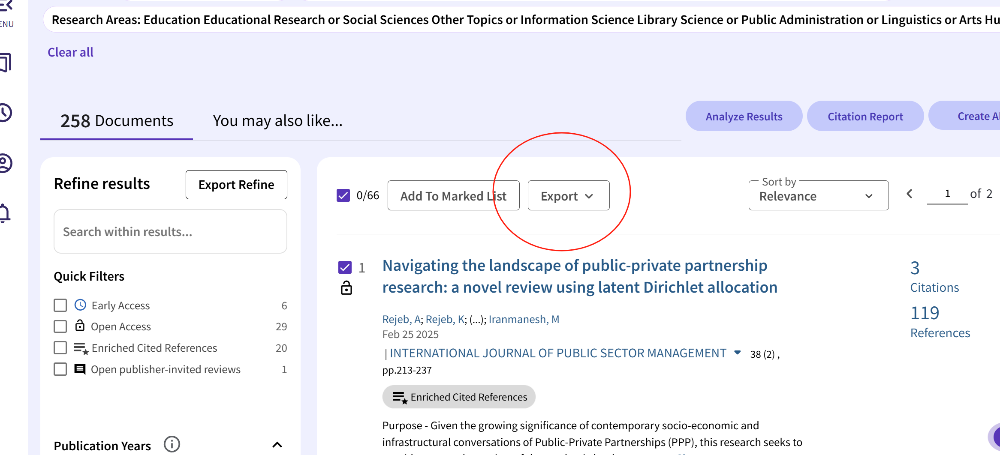 ENU
Research Areas: Education Educational Research or Social Sciences Other Topics or Information Science Library Science or Public Administration or Linguistics or Arts Hu
Clear all
258 Documents
You may also like...
Analyze Results
Citation Report
Create Al
Refine results
Export Refine
Search within results...
Quick Filters
Early Access 6
Open Access 29
Enriched Cited References 20
Open publisher-invited reviews 1
Publication Years
0/66
Add To Marked List
Export
Sort by
Relevance
1 of 2
1
Navigating the landscape of public-private partnership
research: a novel review using latent Dirichlet allocation
Rejeb, A; Rejeb, K; (...); Iranmanesh, M
Feb 25 2025
| INTERNATIONAL JOURNAL OF PUBLIC SECTOR MANAGEMENT 38 (2) ,
pp.213-237
Enriched Cited References
Purpose - Given the growing significance of contemporary socio-economic and
infrastructural conversations of Public-Private Partnerships (PPP), this research seeks to
3
Citations
119
References